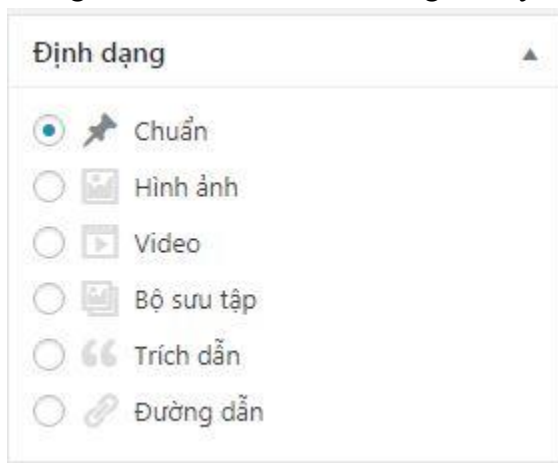 Định dạng
Chuẩn
Hình ảnh
Video
Bộ sưu tập
Trích dẫn
Đường dẫn